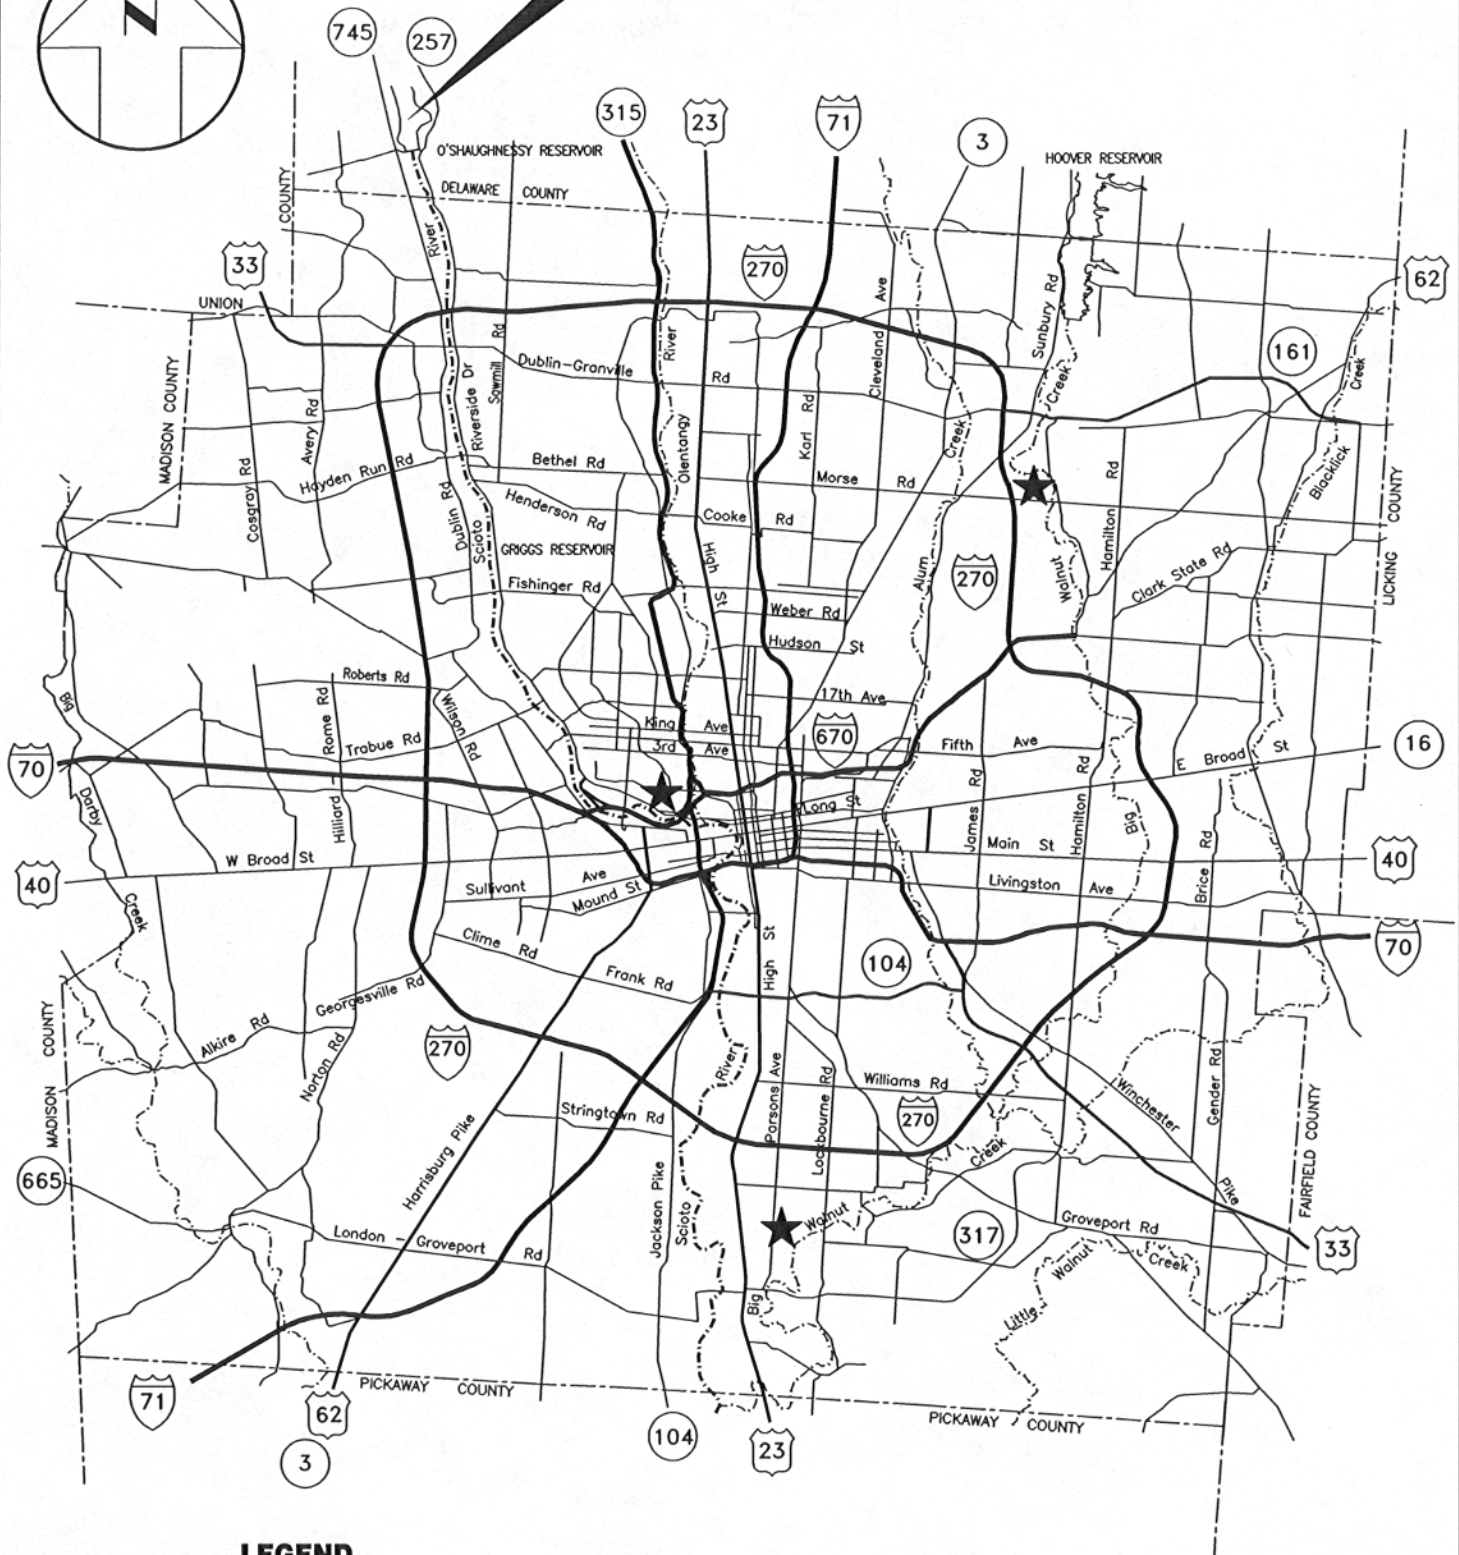 N
745
257
315
23
71
3
O'SHAUGHNESSY RESERVOIR
HOOVER RESERVOIR
DELAWARE COUNTY
COUNTY
UNION
33
270
62
River
Rd
Sawmill
Dublin-Granville
Rd
River
Cleveland Ave
Sunbury Rd
Creek
161
Creek
MADISON COUNTY
Avery Rd
Riverside Dr
Olentangy
Karl Rd
Creek
Cosgray Rd
Hayden Run Rd
Bethel Rd
Morse Rd
Blacklick
Dublin Rd
Henderson Rd
Cooke Rd
Hamilton Rd
LICKING COUNTY
Scioto
GRIGGS RESERVOIR
High St
Alum
270
Walnut
Clark State Rd
Fishinger Rd
Weber Rd
Hudson St
Big
Roberts Rd
Rome Rd
Hilliard
Wilson Rd
17th Ave
King Ave
3rd Ave
670
Fifth Ave
Trabue Rd
E Broad St
16
70
Darby
Long St
James Rd
Hamilton Rd
Big
Main St
W Broad St
40
40
Sullivant Ave
Mound St
Livingston Ave
Brice Rd
Creek
Clime Rd
Frank Rd
High St
104
70
Georgesville Rd
Alkire Rd
270
Norton Rd
MADISON COUNTY
River
Parsons Ave
Lockbourne Rd
Williams Rd
Winchester
Pike
Gender Rd
Stringtown Rd
270
Creek
FAIRFIELD COUNTY
665
Harrisburg Pike
Jackson Pike
Scioto
Walnut
London - Groveport Rd
317
Groveport Rd
Walnut
Creek
33
Big
Little
71
PICKAWAY COUNTY
62
3
104
23
PICKAWAY COUNTY
LEGEND